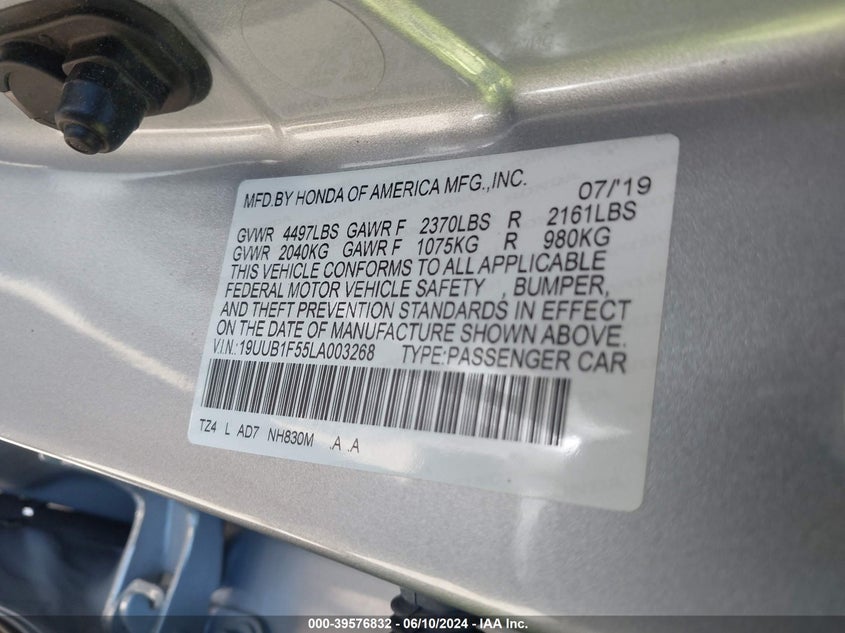 MFD.BY HONDA OF AMERICA MFG.,INC. 07/'19
GVWR 4497LBS GAWR F 2370LBS R 2161LBS
GVWR 2040KG GAWR F 1075KG R 980KG
THIS VEHICLE CONFORMS TO ALL APPLICABLE
FEDERAL MOTOR VEHICLE SAFETY , BUMPER,
AND THEFT PREVENTION STANDARDS IN EFFECT
ON THE DATE OF MANUFACTURE SHOWN ABOVE.
V.I.N.:19UUB1F55LA003268 TYPE:PASSENGER CAR
TZ4 L AD7 NH830M .A .A
000-39576832 - 06/10/2024 - IAA Inc.